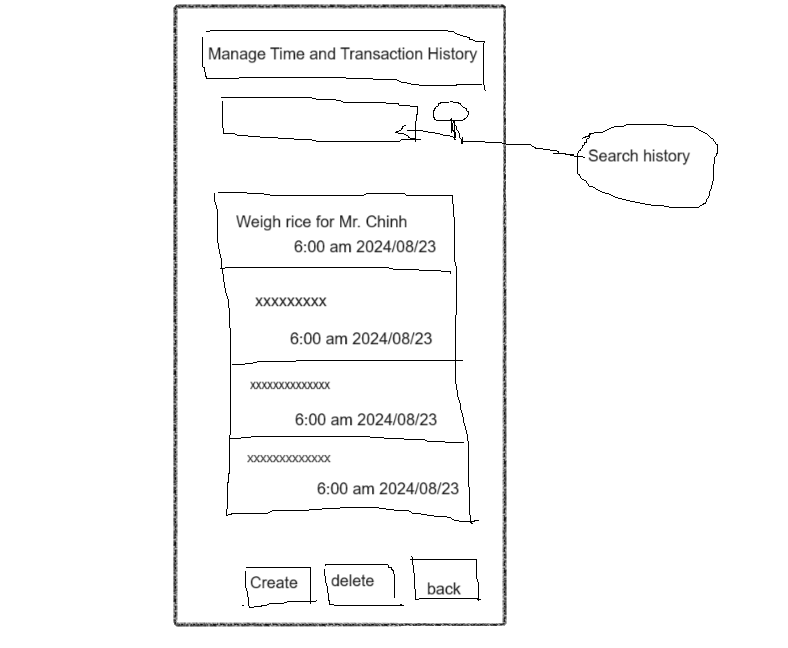 Manage Time and Transaction History
Search history
Weigh rice for Mr. Chinh
6:00 am 2024/08/23
xxxxxxxxx
6:00 am 2024/08/23
xxxxxxxxxxxxxx
6:00 am 2024/08/23
xxxxxxxxxxxxx
6:00 am 2024/08/23
Create
delete
back